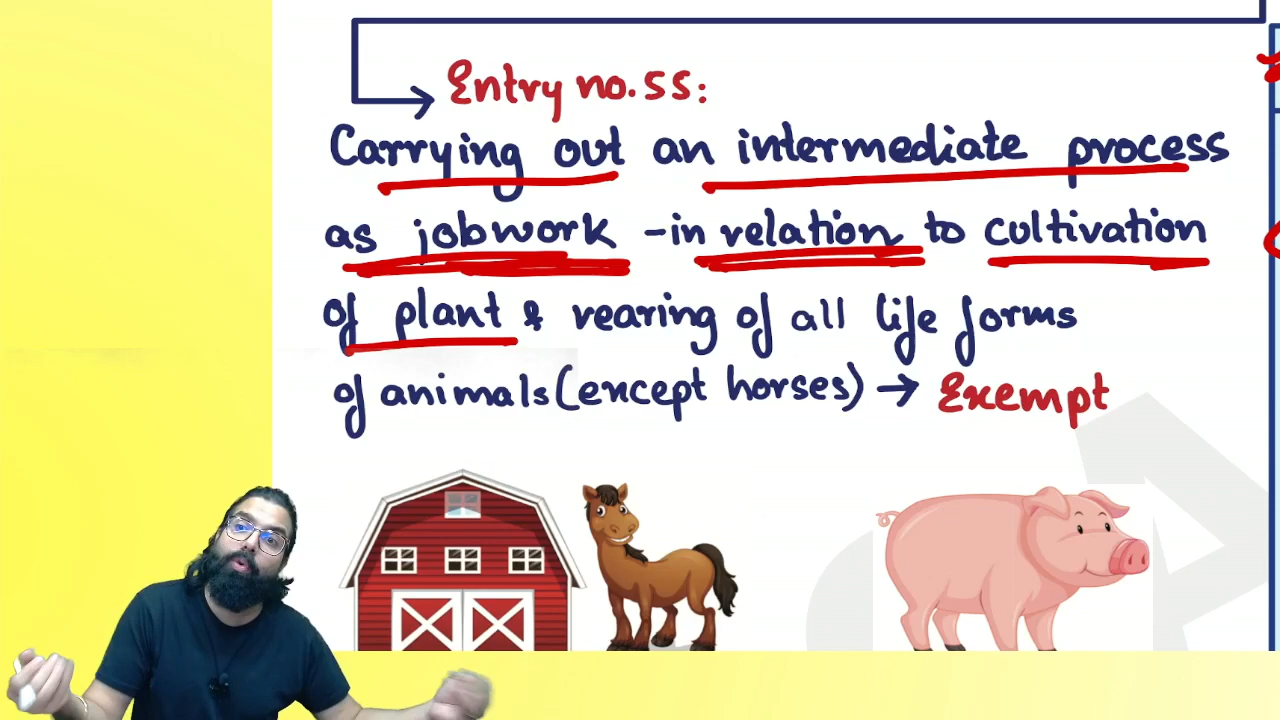 Entry no. 55:
Carrying out an intermediate process
as jobwork - in relation to cultivation
of plant & rearing of all life forms
of animals (except horses) → Exempt